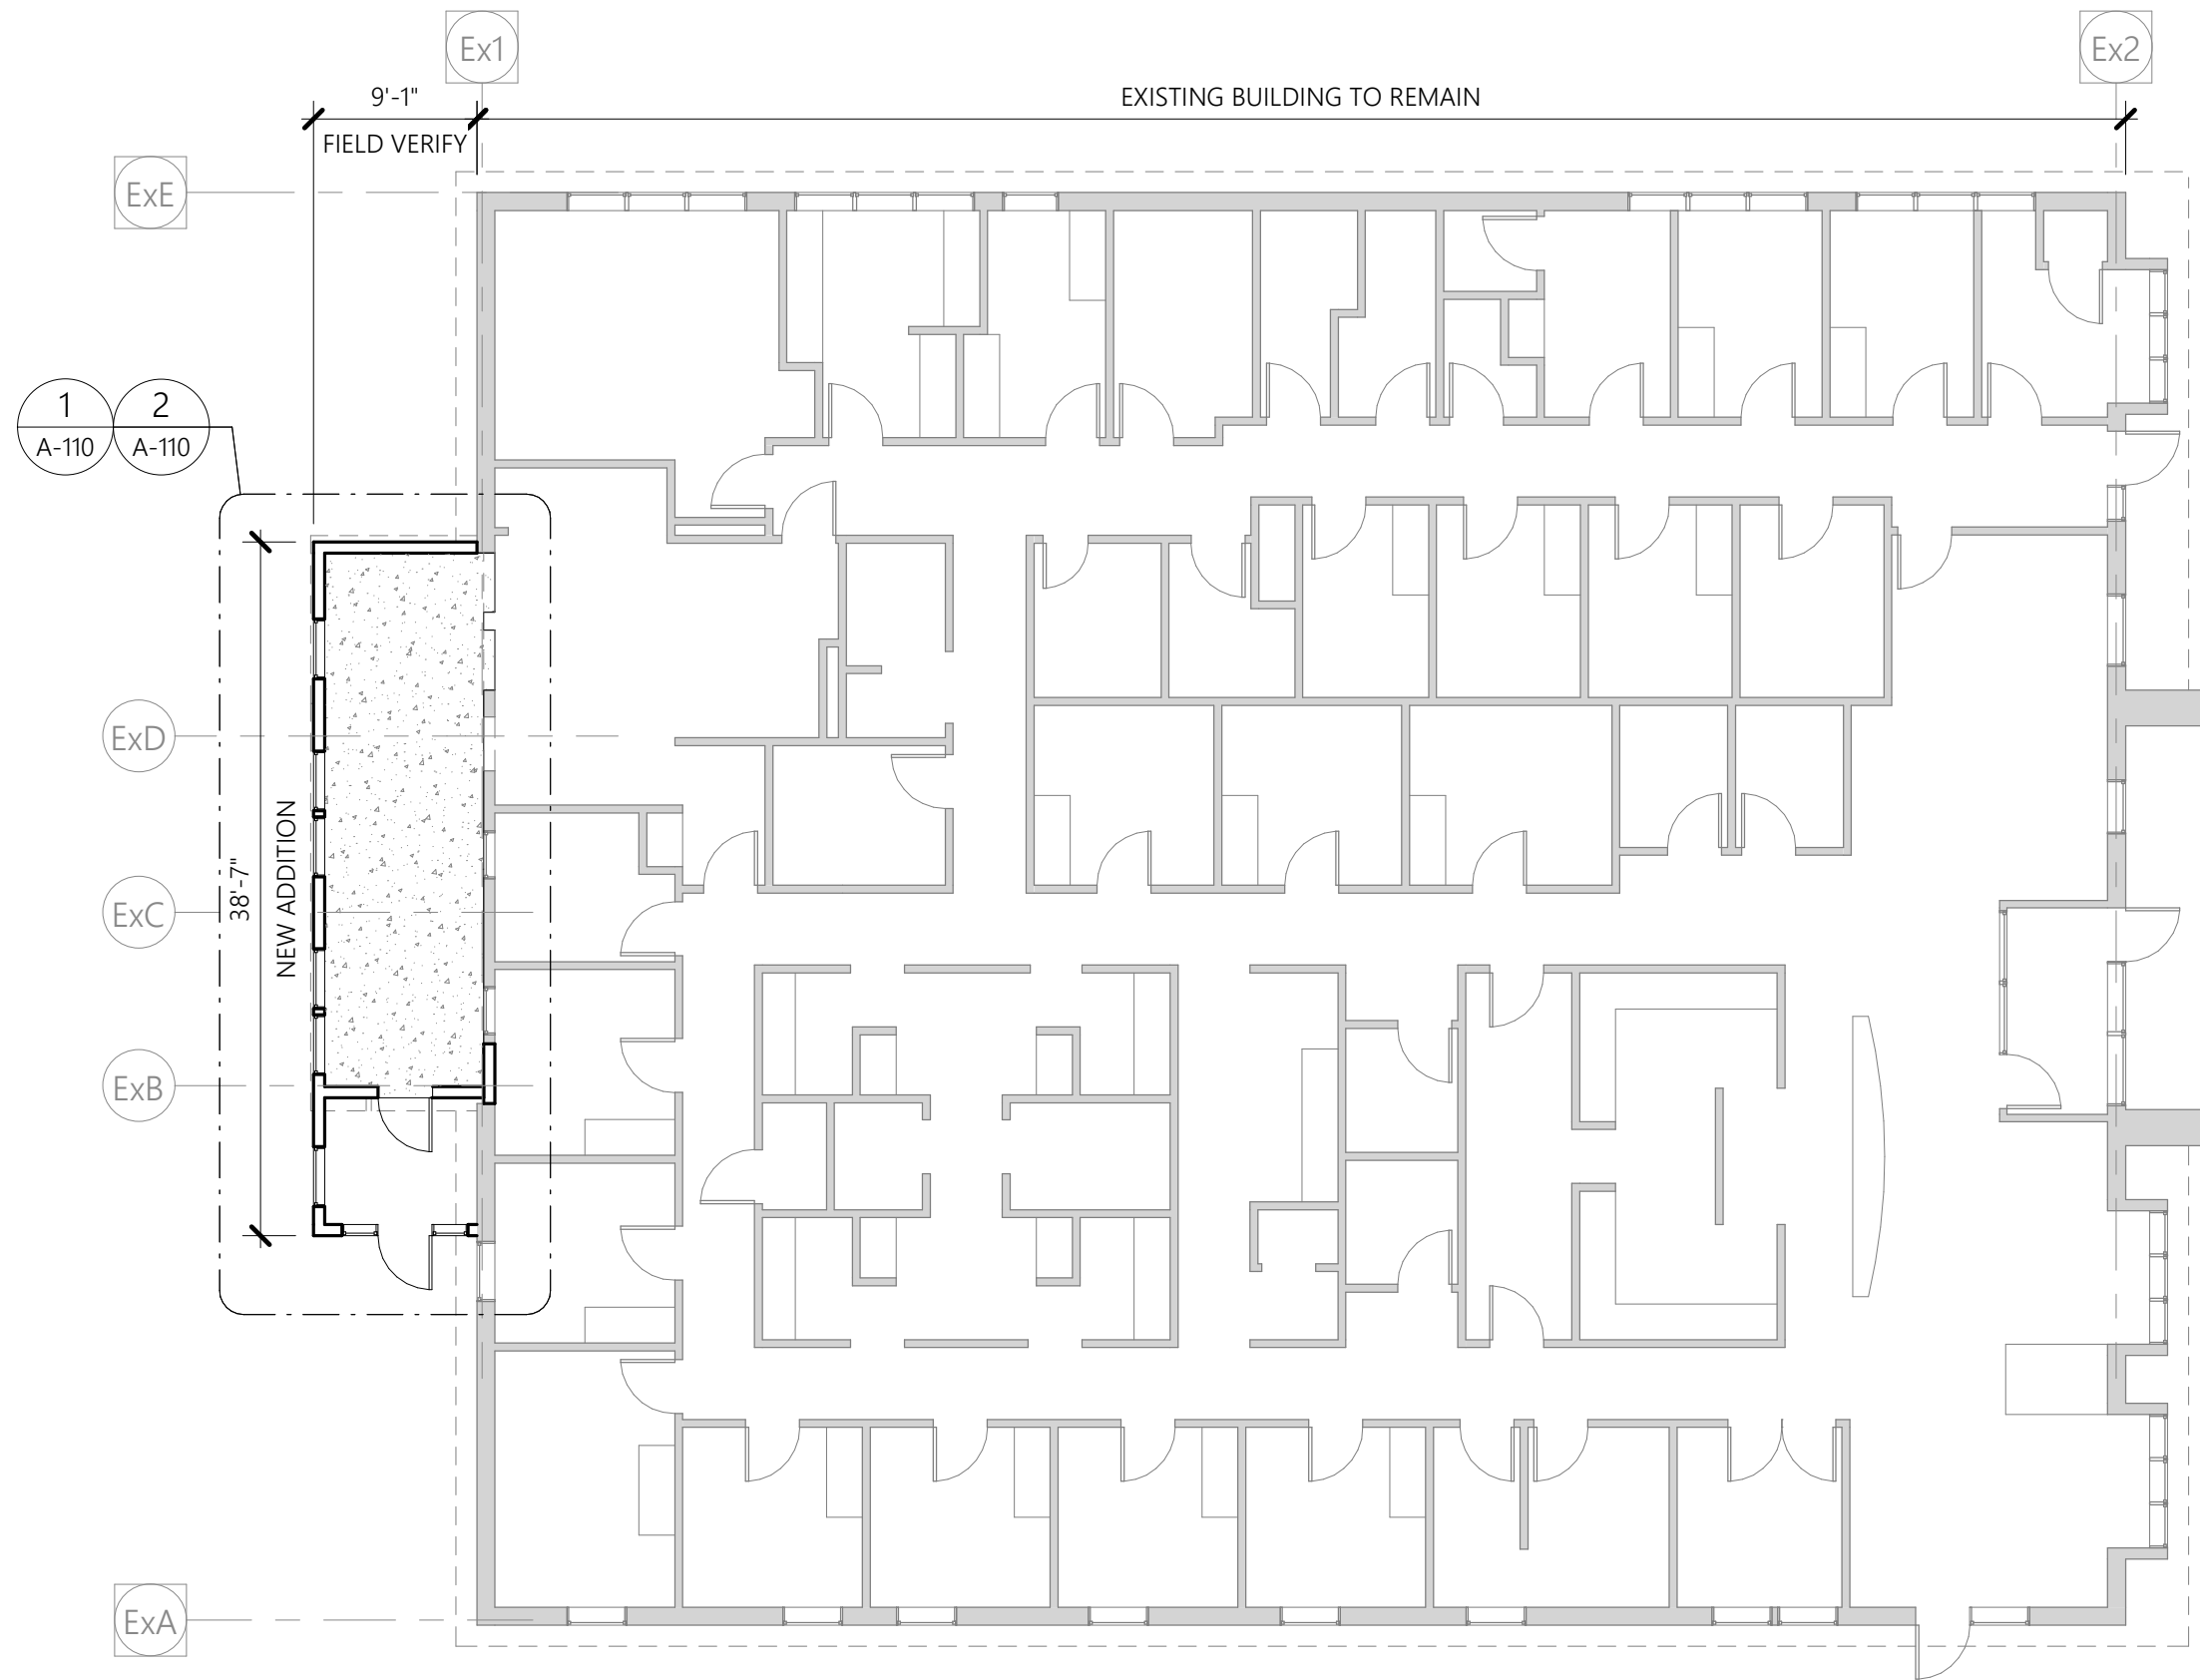 Ex1
Ex2
9'-1"
EXISTING BUILDING TO REMAIN
FIELD VERIFY
ExE
1
A-110
2
A-110
ExD
38'-7"
NEW ADDITION
ExC
ExB
ExA